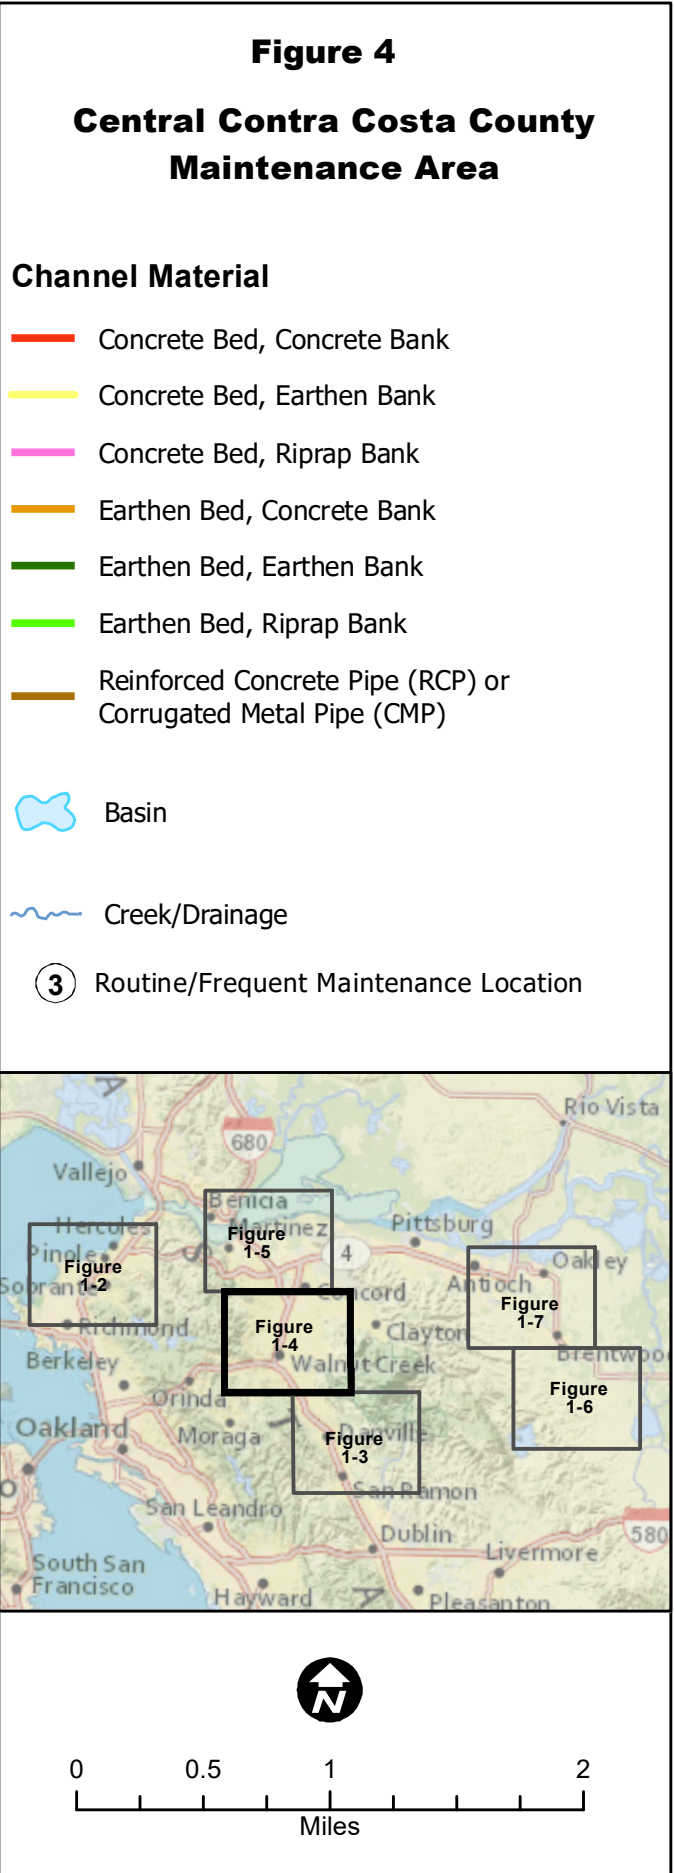 Figure 4
Central Contra Costa County
Maintenance Area
Channel Material
Concrete Bed, Concrete Bank
Concrete Bed, Earthen Bank
Concrete Bed, Riprap Bank
Earthen Bed, Concrete Bank
Earthen Bed, Earthen Bank
Earthen Bed, Riprap Bank
Reinforced Concrete Pipe (RCP) or
Corrugated Metal Pipe (CMP)
Basin
Creek/Drainage
3 Routine/Frequent Maintenance Location
Rio Vista
680
Vallejo
Benicia
Hercules
Martinez
Pittsburg
Figure
1-5
4
Pinole
Oakley
Figure
1-2
Antioch
Concord
Figure
1-7
Richmond
Figure
1-4
Clayton
Brentwood
Berkeley
Walnut Creek
Orinda
Figure
1-6
Oakland
Moraga
Danville
Figure
1-3
San Ramon
San Leandro
Dublin
580
Livermore
South San
Francisco
Hayward
Pleasanton
N
0 0.5 1 2
Miles